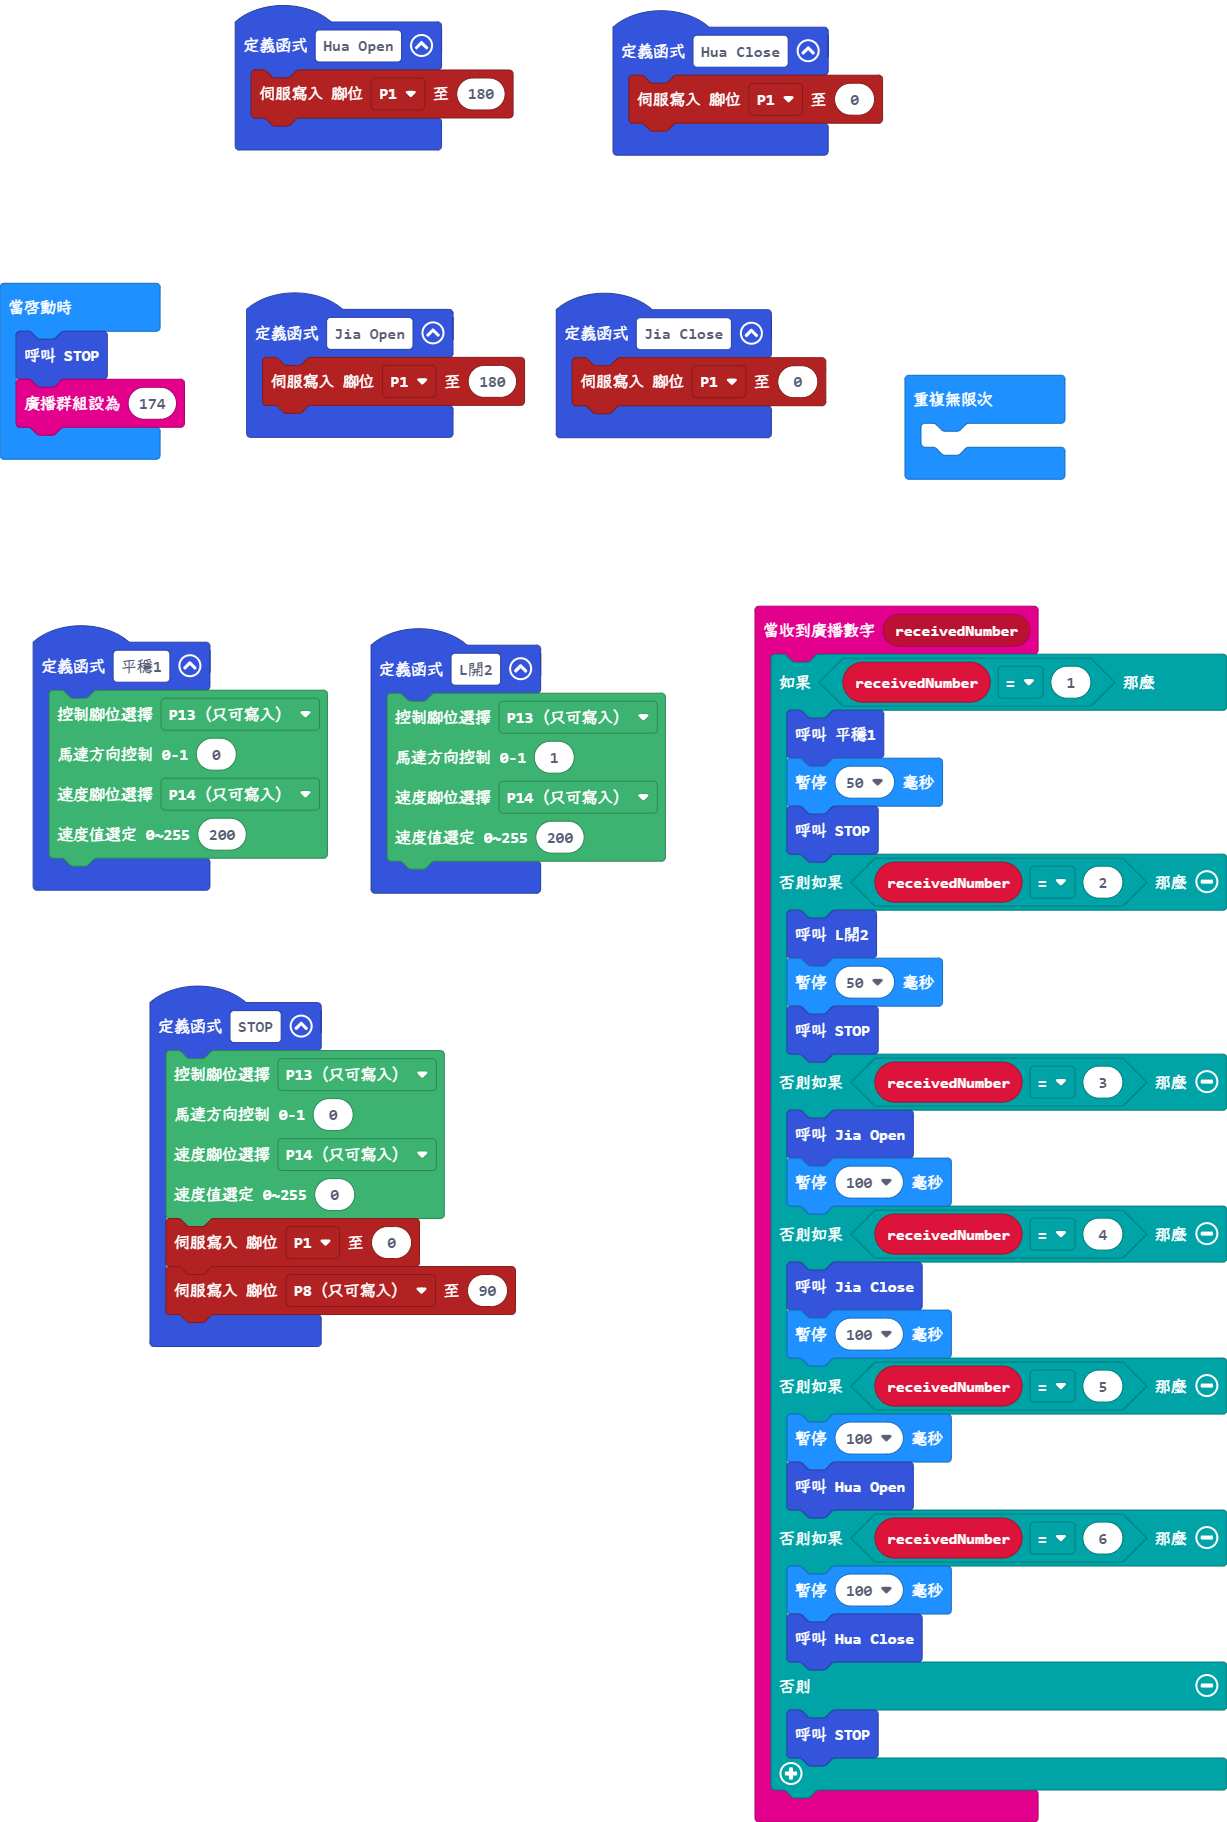 定義函式 Hua Open
伺服寫入 腳位 P1 至 180
定義函式 Hua Close
伺服寫入 腳位 P1 至 0
當啓動時
呼叫 STOP
廣播群組設為 174
定義函式 Jia Open
伺服寫入 腳位 P1 至 180
定義函式 Jia Close
伺服寫入 腳位 P1 至 0
重複無限次
定義函式 平穩1
控制腳位選擇 P13（只可寫入）
馬達方向控制 0-1 0
速度腳位選擇 P14（只可寫入）
速度值選定 0~255 200
定義函式 L開2
控制腳位選擇 P13（只可寫入）
馬達方向控制 0-1 1
速度腳位選擇 P14（只可寫入）
速度值選定 0~255 200
定義函式 STOP
控制腳位選擇 P13（只可寫入）
馬達方向控制 0-1 0
速度腳位選擇 P14（只可寫入）
速度值選定 0~255 0
伺服寫入 腳位 P1 至 0
伺服寫入 腳位 P8（只可寫入） 至 90
當收到廣播數字 receivedNumber
如果 receivedNumber = 1 那麼
呼叫 平穩1
暫停 50 毫秒
呼叫 STOP
否則如果 receivedNumber = 2 那麼
呼叫 L開2
暫停 50 毫秒
呼叫 STOP
否則如果 receivedNumber = 3 那麼
呼叫 Jia Open
暫停 100 毫秒
否則如果 receivedNumber = 4 那麼
呼叫 Jia Close
暫停 100 毫秒
否則如果 receivedNumber = 5 那麼
暫停 100 毫秒
呼叫 Hua Open
否則如果 receivedNumber = 6 那麼
暫停 100 毫秒
呼叫 Hua Close
否則
呼叫 STOP